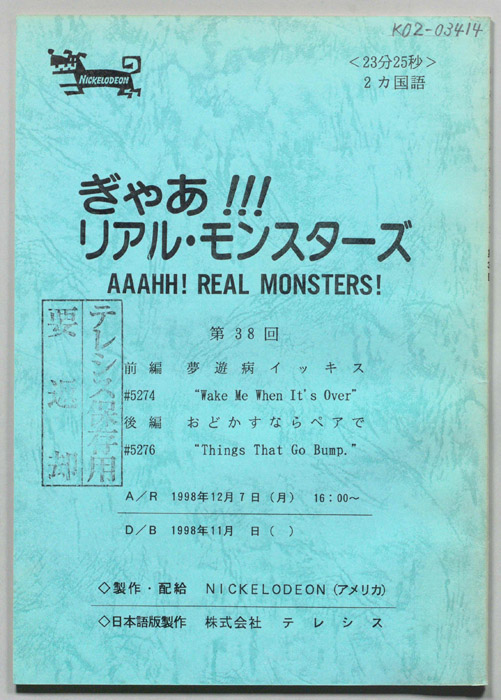 K02-03414
NICKELODEON
<23分25秒>
2カ国語
ぎゃあ!!!
リアル・モンスターズ
AAAHH! REAL MONSTERS!
テレシス保存用
要返却
第38回
前編 夢遊病イッキス
#5274 “Wake Me When It's Over”
後編 おどかすならペアで
#5276 “Things That Go Bump.”
A/R 1998年12月7日(月) 16:00~
D/B 1998年11月 日( )
◇製作・配給 NICKELODEON(アメリカ)
◇日本語版製作 株式会社 テレシス